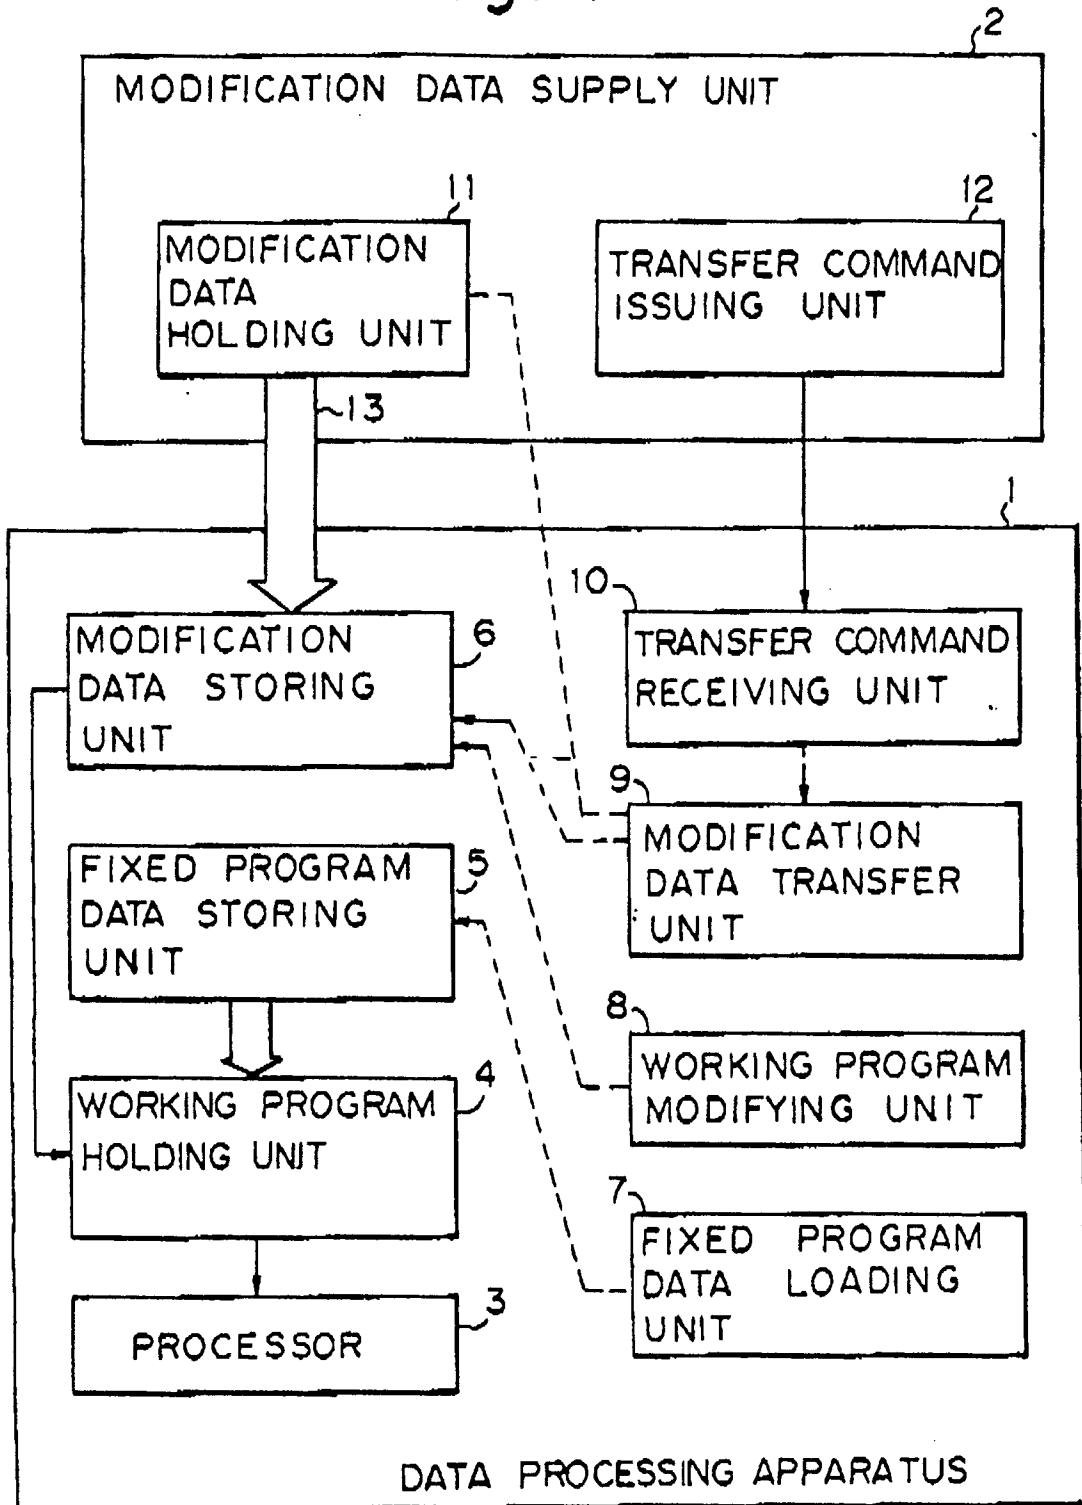 2
MODIFICATION DATA SUPPLY UNIT
11
MODIFICATION
DATA
HOLDING UNIT
12
TRANSFER COMMAND
ISSUING UNIT
13
1
6
MODIFICATION
DATA STORING
UNIT
10
TRANSFER COMMAND
RECEIVING UNIT
9
MODIFICATION
DATA TRANSFER
UNIT
5
FIXED PROGRAM
DATA STORING
UNIT
8
WORKING PROGRAM
MODIFYING UNIT
4
WORKING PROGRAM
HOLDING UNIT
7
FIXED PROGRAM
DATA LOADING
UNIT
3
PROCESSOR
DATA PROCESSING APPARATUS